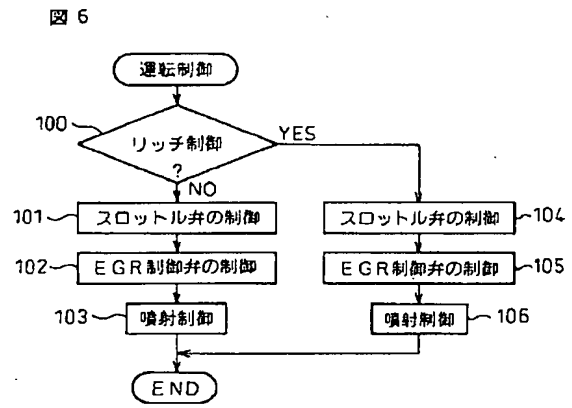 図 6
運転制御
100
リッチ制御
?
YES
NO
101
スロットル弁の制御
スロットル弁の制御
104
102
EGR制御弁の制御
EGR制御弁の制御
105
103
噴射制御
噴射制御
106
END